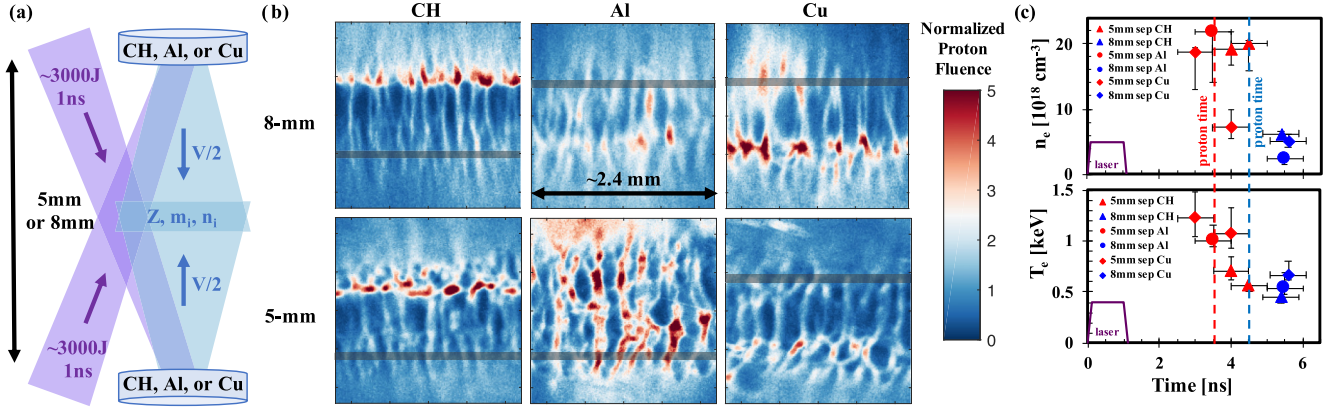 (a)
CH, Al, or Cu
~3000J
1ns
V/2
5mm
or 8mm
Z, mᵢ, nᵢ
V/2
~3000J
1ns
CH, Al, or Cu
(b)
CH
Al
Cu
8-mm
~2.4 mm
5-mm
Normalized
Proton
Fluence
5
4
3
2
1
0
(c)
nₑ [10¹⁸ cm⁻³]
20
10
0
5mm sep CH
8mm sep CH
5mm sep Al
8mm sep Al
5mm sep Cu
8mm sep Cu
laser
proton time
proton time
Tₑ [keV]
1.5
1
0.5
0
5mm sep CH
8mm sep CH
5mm sep Al
8mm sep Al
5mm sep Cu
8mm sep Cu
laser
0
2
4
6
Time [ns]